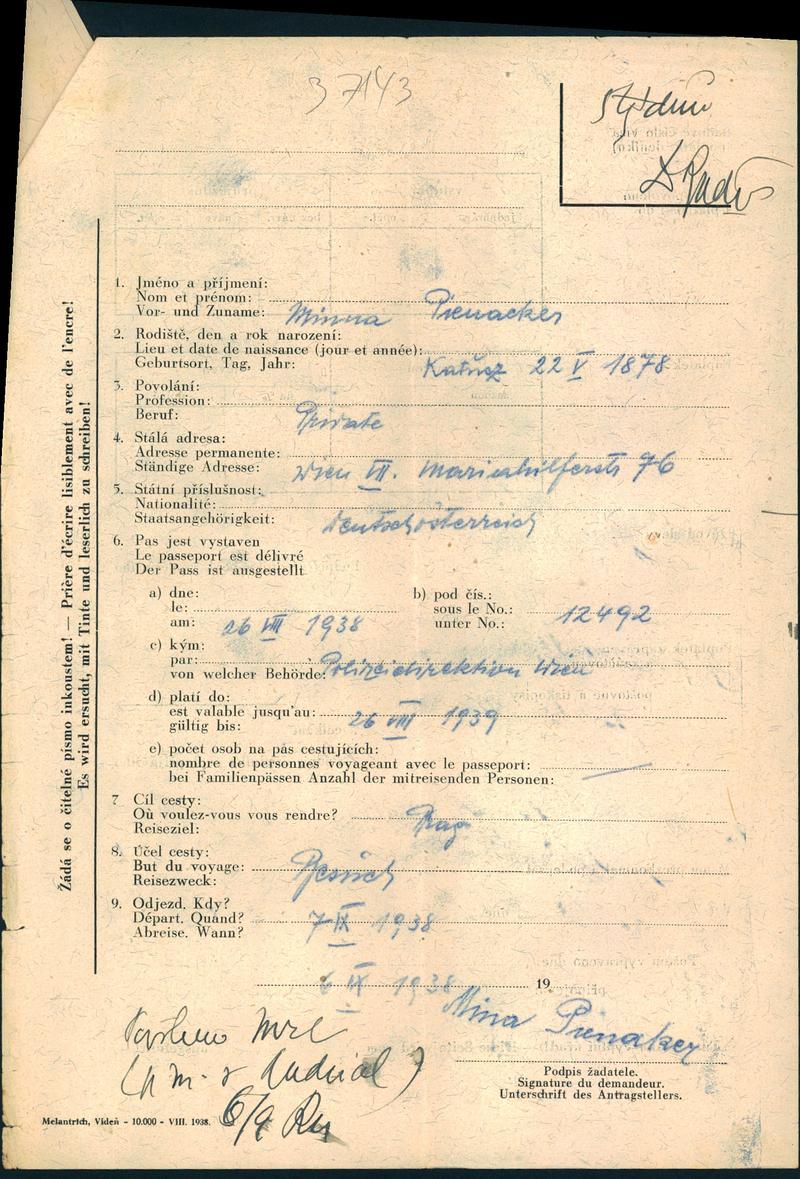 37143
týdnu
1. Jméno a příjmení:
Nom et prénom:
Vor- und Zuname: Minna Pienacker
2. Rodiště, den a rok narození:
Lieu et date de naissance (jour et année):
Geburtsort, Tag, Jahr: Kałusz 22 V 1878
3. Povolání:
Profession:
Beruf: Private
4. Stálá adresa:
Adresse permanente:
Ständige Adresse: Wien VII. Mariahilferstr 76
5. Státní příslušnost:
Nationalité:
Staatsangehörigkeit: Deutschösterreich
6. Pas jest vystaven
Le passeport est délivré
Der Pass ist ausgestellt
a) dne:
le:
am: 26 VIII 1938
b) pod čís.:
sous le No.:
unter No.: 12492
c) kým:
par:
von welcher Behörde: Polizeidirektion Wien
d) platí do:
est valable jusqu'au:
gültig bis: 26 VIII 1939
e) počet osob na pás cestujících:
nombre de personnes voyageant avec le passeport:
bei Familienpässen Anzahl der mitreisenden Personen:
7 Cíl cesty:
Où voulez-vous vous rendre?
Reiseziel: Prag
8. Účel cesty:
But du voyage:
Reisezweck: Besuch
9. Odjezd. Kdy?
Départ. Quand?
Abreise. Wann? 7 IX 1938
6 IX 1938 19
Mina Pienaker
Podpis žadatele.
Signature du demandeur.
Unterschrift des Antragstellers.
6/9
Melantrich, Vídeň - 10.000 - VIII. 1938.
Žádá se o čitelné písmo inkoustem! — Prière d'écrire lisiblement avec de l'encre!
Es wird ersucht, mit Tinte und leserlich zu schreiben!